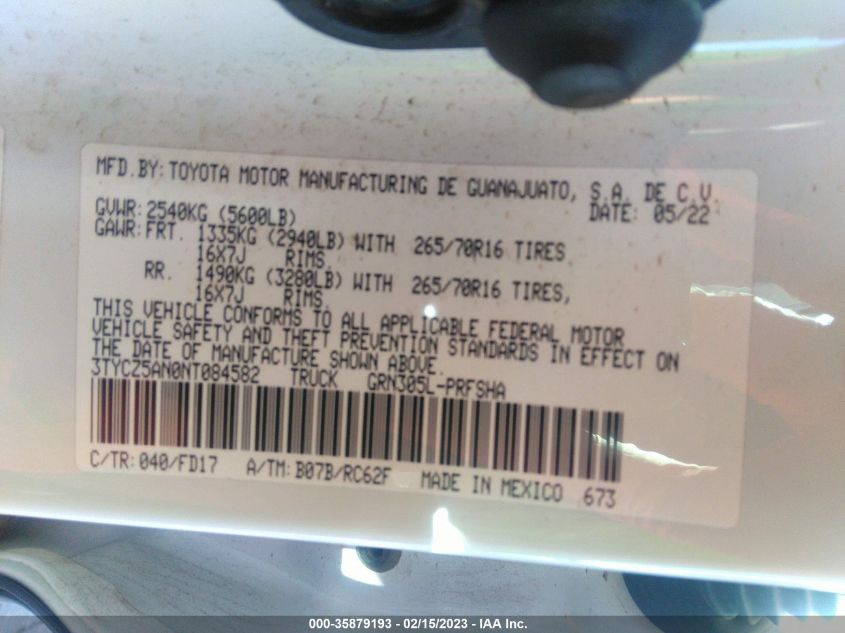 MFD.BY: TOYOTA MOTOR MANUFACTURING DE GUANAJUATO, S.A. DE C.V.
GVWR: 2540KG (5600LB) DATE: 05/22
GAWR: FRT. 1335KG (2940LB) WITH 265/70R16 TIRES
16X7J RIMS,
RR. 1490KG (3280LB) WITH 265/70R16 TIRES,
16X7J RIMS
THIS VEHICLE CONFORMS TO ALL APPLICABLE FEDERAL MOTOR
VEHICLE SAFETY AND THEFT PREVENTION STANDARDS IN EFFECT ON
THE DATE OF MANUFACTURE SHOWN ABOVE.
3TYCZ5AN0NT084582 TRUCK GRN305L-PRFSHA
C/TR: 040/FD17 A/TM: B07B/RC62F MADE IN MEXICO 673
000-35879193 - 02/15/2023 - IAA Inc.